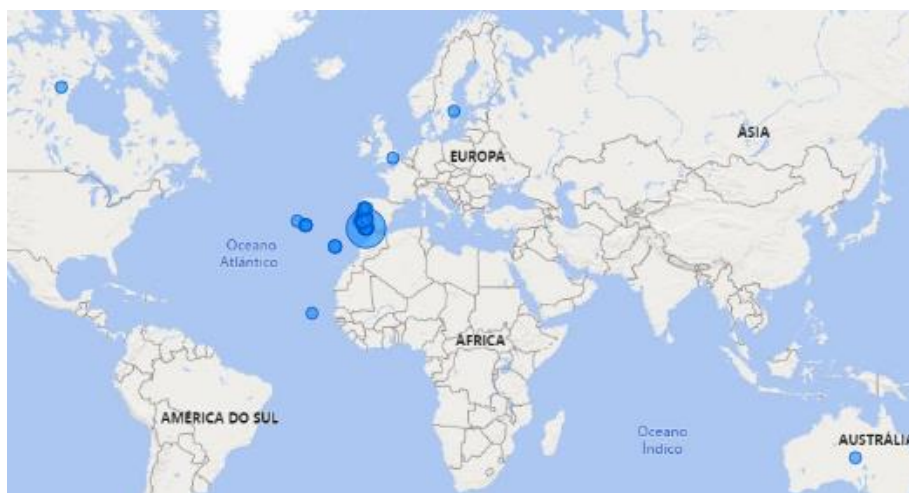 ÁSIA
EUROPA
Oceano
Atlântico
ÁFRICA
AMÉRICA DO SUL
Oceano
Índico
AUSTRÁLIA